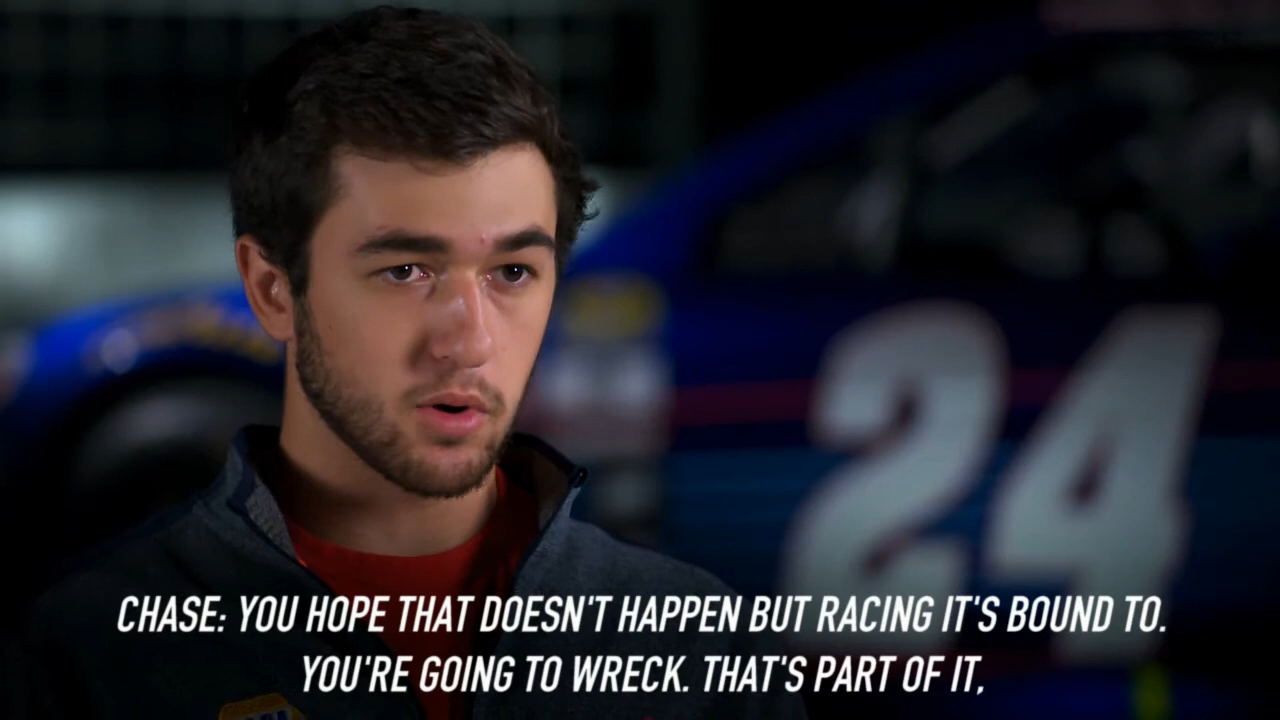 24
CHASE: YOU HOPE THAT DOESN'T HAPPEN BUT RACING IT'S BOUND TO.
YOU'RE GOING TO WRECK. THAT'S PART OF IT,